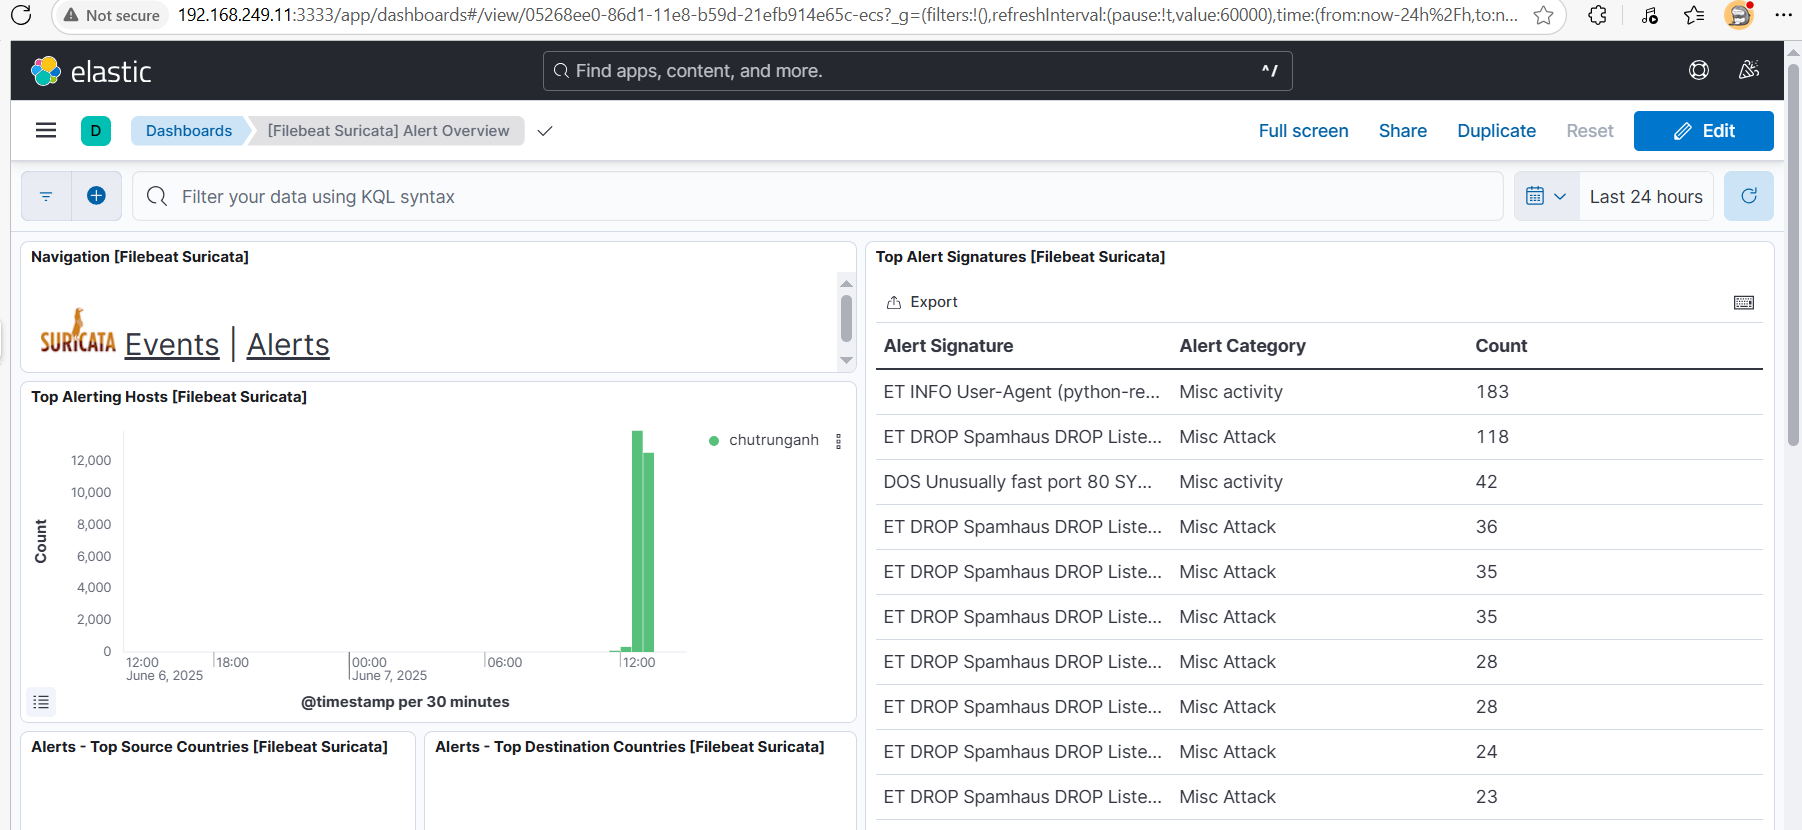 Not secure
192.168.249.11:3333/app/dashboards#/view/05268ee0-86d1-11e8-b59d-21efb914e65c-ecs?_g=(filters:!(),refreshInterval:(pause:!t,value:60000),time:(from:now-24h%2Fh,to:n...
elastic
Find apps, content, and more.
^/
D
Dashboards
[Filebeat Suricata] Alert Overview
Full screen
Share
Duplicate
Reset
Edit
Filter your data using KQL syntax
Last 24 hours
Navigation [Filebeat Suricata]
SURICATA
Events | Alerts
Top Alerting Hosts [Filebeat Suricata]
chutrunganh
Count
12,000
10,000
8,000
6,000
4,000
2,000
0
12:00 18:00 00:00 06:00 12:00
June 6, 2025 June 7, 2025
@timestamp per 30 minutes
Alerts - Top Source Countries [Filebeat Suricata]
Alerts - Top Destination Countries [Filebeat Suricata]
Top Alert Signatures [Filebeat Suricata]
Export
Alert Signature Alert Category Count
ET INFO User-Agent (python-re... Misc activity 183
ET DROP Spamhaus DROP Liste... Misc Attack 118
DOS Unusually fast port 80 SY... Misc activity 42
ET DROP Spamhaus DROP Liste... Misc Attack 36
ET DROP Spamhaus DROP Liste... Misc Attack 35
ET DROP Spamhaus DROP Liste... Misc Attack 35
ET DROP Spamhaus DROP Liste... Misc Attack 28
ET DROP Spamhaus DROP Liste... Misc Attack 28
ET DROP Spamhaus DROP Liste... Misc Attack 24
ET DROP Spamhaus DROP Liste... Misc Attack 23